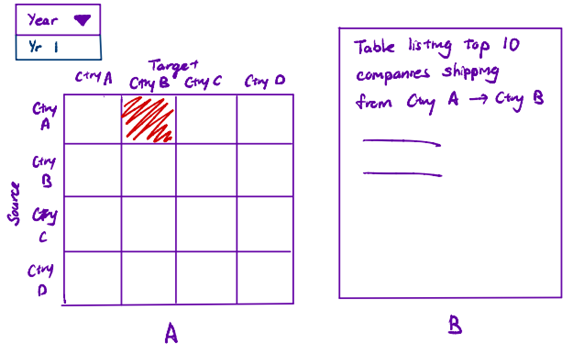 Year
Yr 1
Target
Ctry A
Ctry B
Ctry C
Ctry D
Source
Ctry
A
Ctry
B
Ctry
C
Ctry
D
A
Table listing top 10
companies shipping
from Ctry A → Ctry B
B